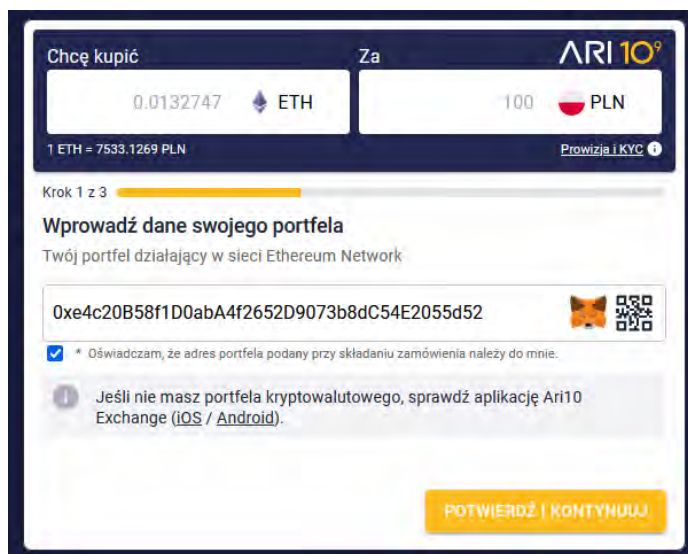 Chcę kupić
Za
ARI10⁹
0.0132747 ETH
100 PLN
1 ETH = 7533.1269 PLN
Prowizja i KYC
Krok 1 z 3
Wprowadź dane swojego portfela
Twój portfel działający w sieci Ethereum Network
0xe4c20B58f1D0abA4f2652D9073b8dC54E2055d52
* Oświadczam, że adres portfela podany przy składaniu zamówienia należy do mnie.
Jeśli nie masz portfela kryptowalutowego, sprawdź aplikację Ari10
Exchange (iOS / Android).
POTWIERDŹ I KONTYNUUJ